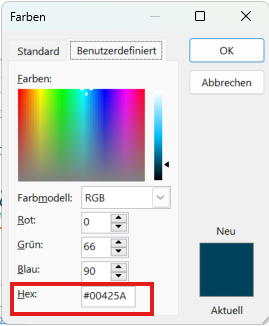 Farben
Standard Benutzerdefiniert
OK
Abbrechen
Farben:
Farbmodell: RGB
Rot: 0
Grün: 66
Blau: 90
Hex: #00425A
Neu
Aktuell